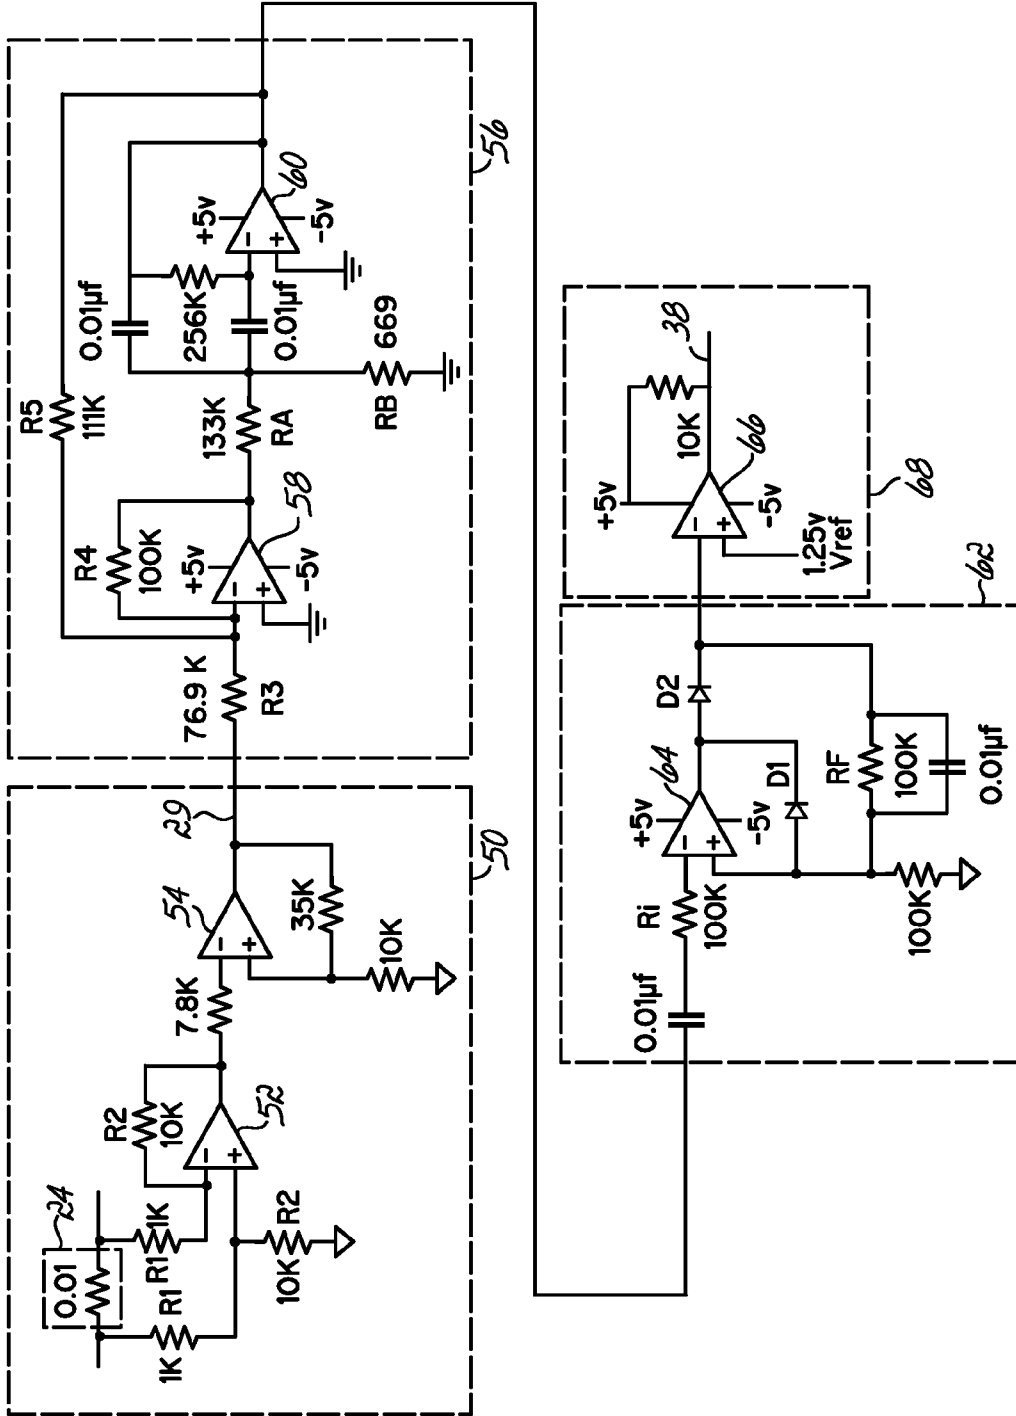 24
0.01
R1
1K
R1
1K
R2
10K
10K
R2
52
7.8K
54
35K
10K
29
50
76.9 K
R3
R4
100K
+5v
-5v
58
R5
111K
133K
RA
0.01µf
256K
0.01µf
RB
669
+5v
-5v
60
56
0.01µf
Ri
100K
+5v
-5v
64
D1
D2
RF
100K
0.01µf
100K
62
+5v
-5v
1.25v
Vref
66
10K
38
68
- +
- +
- +
- +
- +
- +